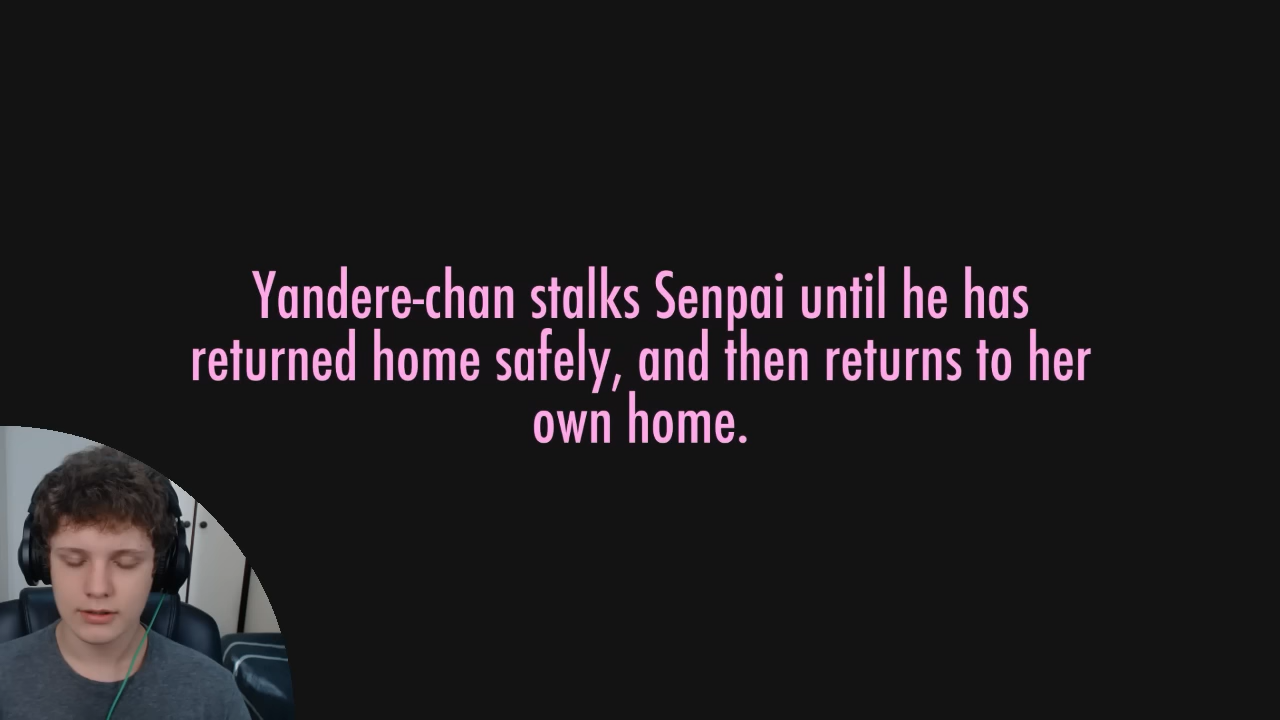 Yandere-chan stalks Senpai until he has
returned home safely, and then returns to her
own home.